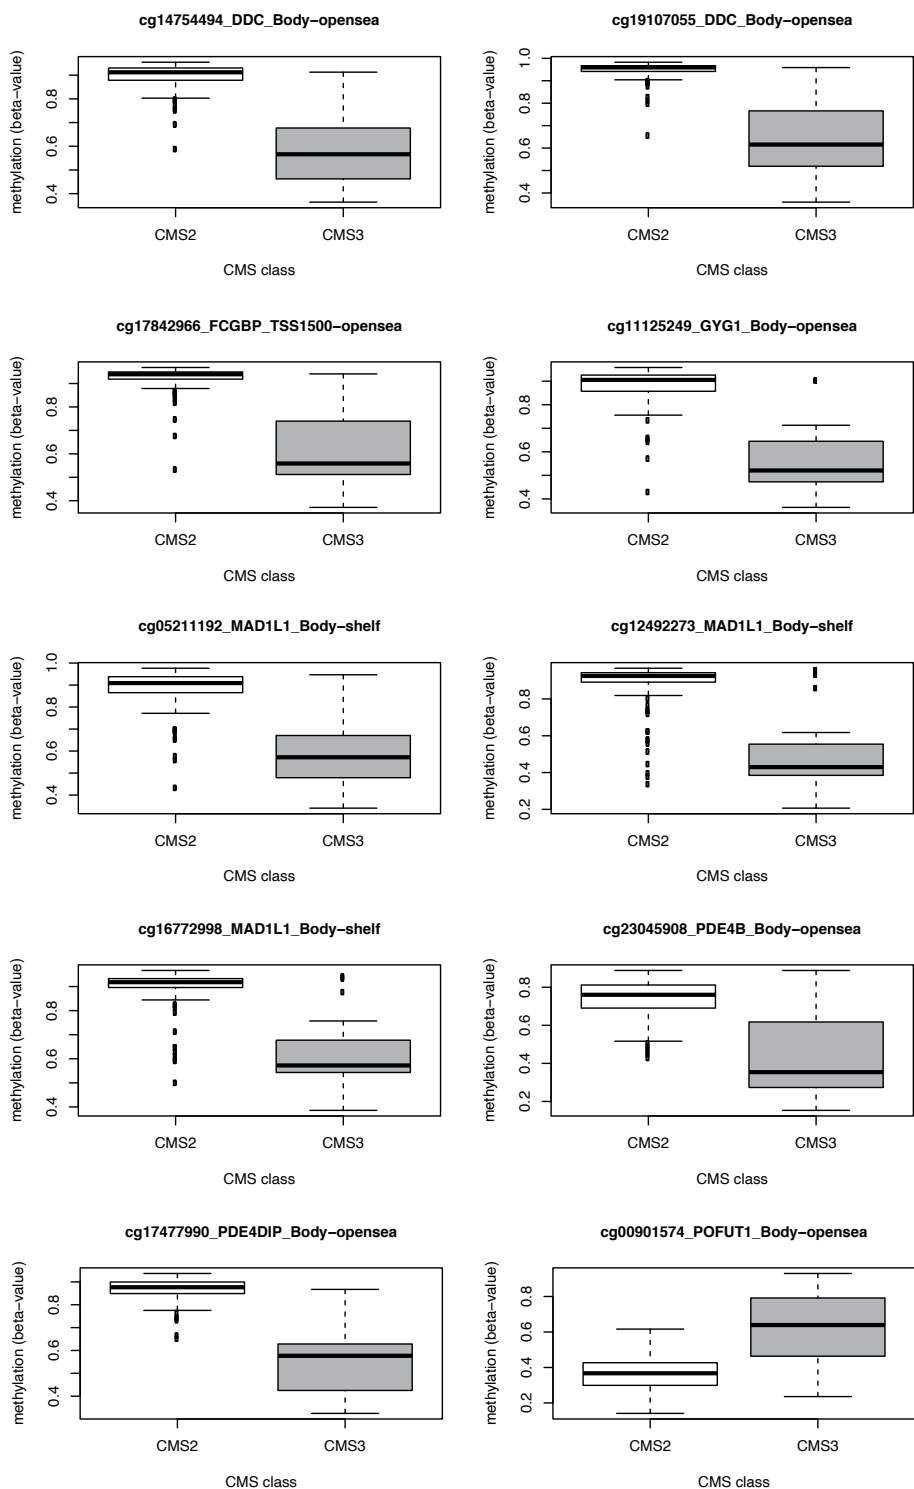 cg14754494_DDC_Body−opensea
methylation (beta−value)
0.8
0.6
0.4
CMS2 CMS3
CMS class
cg19107055_DDC_Body−opensea
methylation (beta−value)
1.0
0.8
0.6
0.4
CMS2 CMS3
CMS class
cg17842966_FCGBP_TSS1500−opensea
methylation (beta−value)
0.8
0.6
0.4
CMS2 CMS3
CMS class
cg11125249_GYG1_Body−opensea
methylation (beta−value)
0.8
0.6
0.4
CMS2 CMS3
CMS class
cg05211192_MAD1L1_Body−shelf
methylation (beta−value)
1.0
0.8
0.6
0.4
CMS2 CMS3
CMS class
cg12492273_MAD1L1_Body−shelf
methylation (beta−value)
0.8
0.6
0.4
0.2
CMS2 CMS3
CMS class
cg16772998_MAD1L1_Body−shelf
methylation (beta−value)
0.8
0.6
0.4
CMS2 CMS3
CMS class
cg23045908_PDE4B_Body−opensea
methylation (beta−value)
0.8
0.6
0.4
0.2
CMS2 CMS3
CMS class
cg17477990_PDE4DIP_Body−opensea
methylation (beta−value)
0.8
0.6
0.4
CMS2 CMS3
CMS class
cg00901574_POFUT1_Body−opensea
methylation (beta−value)
0.8
0.6
0.4
0.2
CMS2 CMS3
CMS class